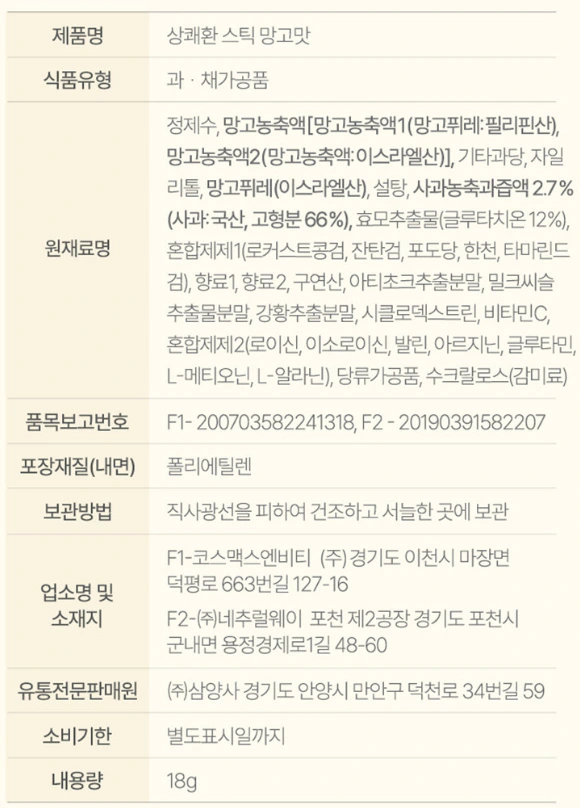 제품명 상쾌환 스틱 망고맛
식품유형 과 · 채가공품
원재료명
정제수, 망고농축액[망고농축액1(망고퓌레:필리핀산),
망고농축액2(망고농축액:이스라엘산)], 기타과당, 자일
리톨, 망고퓌레(이스라엘산), 설탕, 사과농축과즙액 2.7%
(사과:국산, 고형분 66%), 효모추출물(글루타치온 12%),
혼합제제1(로커스트콩검, 잔탄검, 포도당, 한천, 타마린드
검), 향료1, 향료2, 구연산, 아티초크추출분말, 밀크씨슬
추출물분말, 강황추출분말, 시클로덱스트린, 비타민C,
혼합제제2(로이신, 이소로이신, 발린, 아르지닌, 글루타민,
L-메티오닌, L-알라닌), 당류가공품, 수크랄로스(감미료)
품목보고번호 F1- 200703582241318, F2 - 20190391582207
포장재질(내면) 폴리에틸렌
보관방법 직사광선을 피하여 건조하고 서늘한 곳에 보관
업소명 및
소재지
F1-코스맥스엔비티 (주) 경기도 이천시 마장면
덕평로 663번길 127-16
F2-㈜네추럴웨이 포천 제2공장 경기도 포천시
군내면 용정경제로1길 48-60
유통전문판매원 ㈜삼양사 경기도 안양시 만안구 덕천로 34번길 59
소비기한 별도표시일까지
내용량 18g